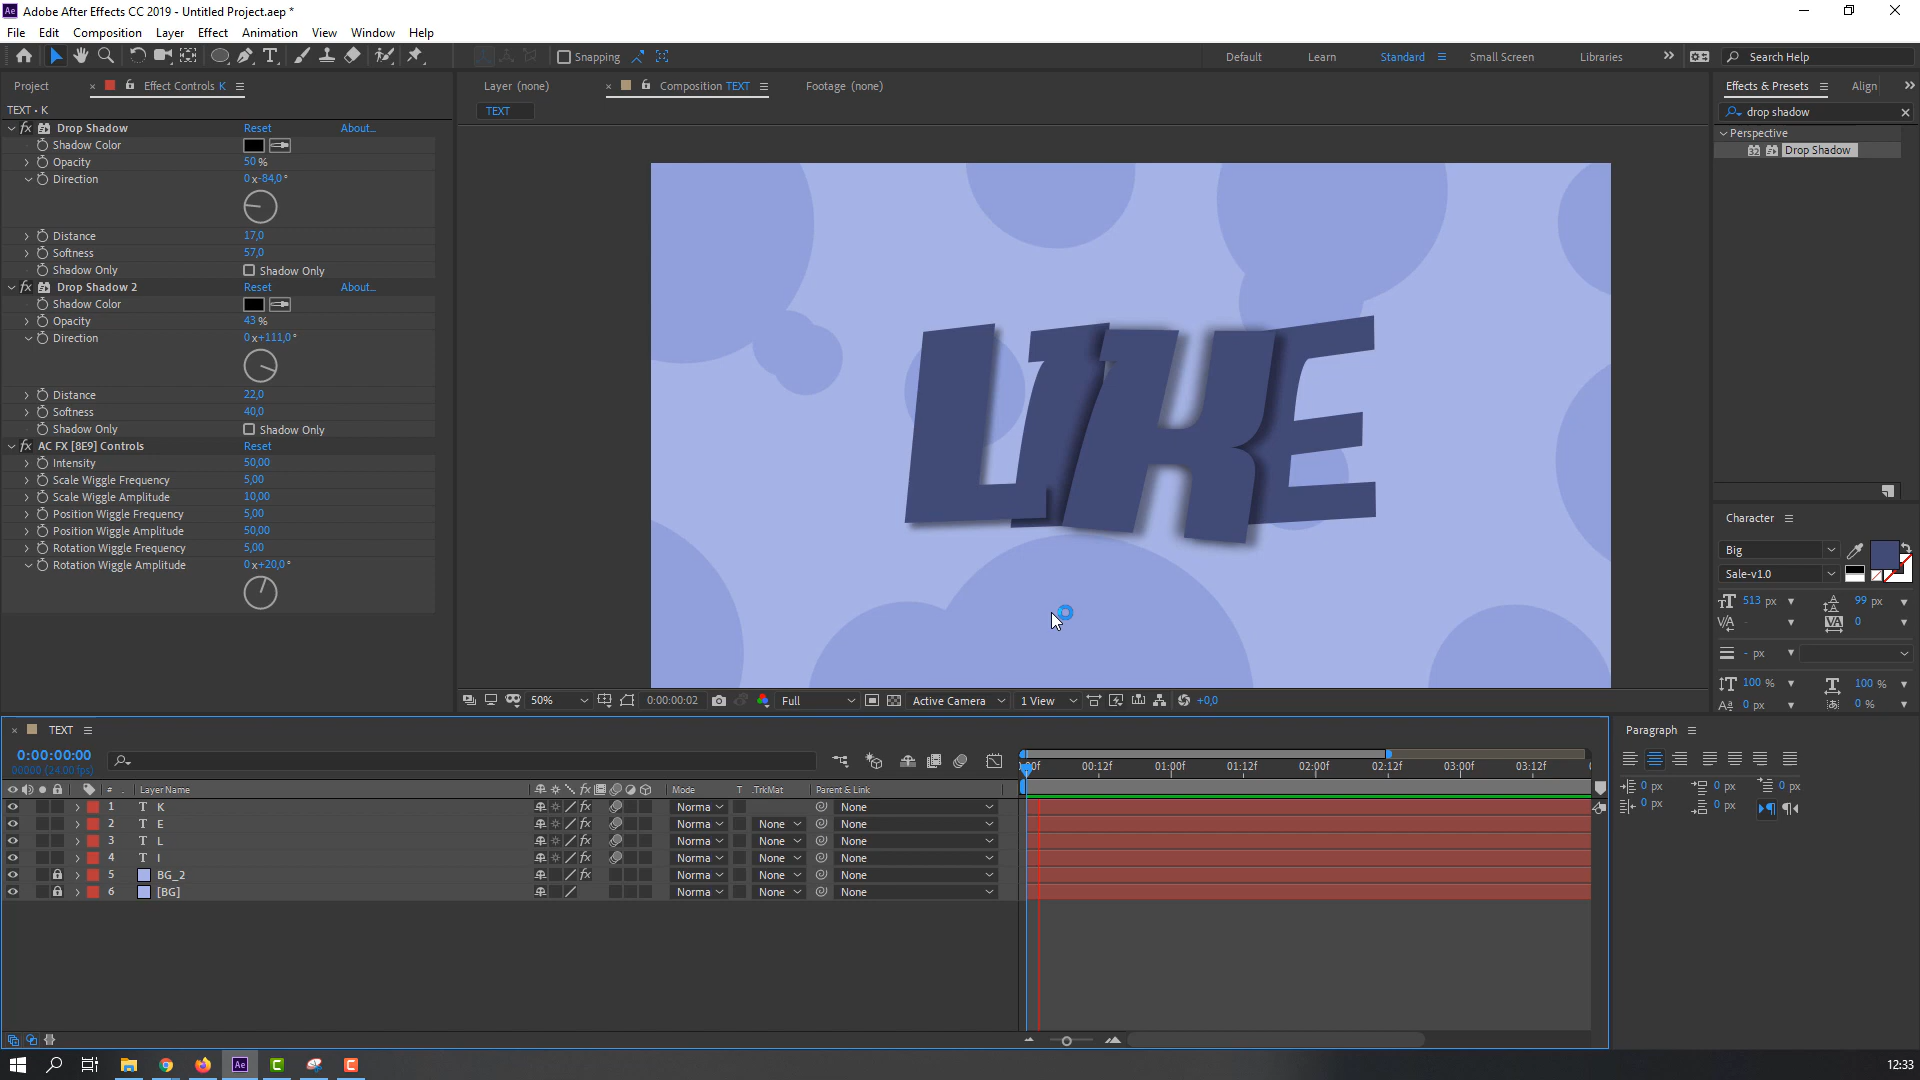 Adobe After Effects CC 2019 - Untitled Project.aep *
File Edit Composition Layer Effect Animation View Window Help
Snapping
Default Learn Standard Small Screen Libraries Search Help
Project Effect Controls K
Layer (none) Composition TEXT Footage (none)
Effects & Presets Align
TEXT • K
TEXT
drop shadow
Perspective
Drop Shadow
Drop Shadow Reset About...
Shadow Color
Opacity 50 %
Direction 0 x-84,0 °
Distance 17,0
Softness 57,0
Shadow Only Shadow Only
Drop Shadow 2 Reset About...
Shadow Color
Opacity 43 %
Direction 0 x+111,0 °
Distance 22,0
Softness 40,0
Shadow Only Shadow Only
AC FX [8E9] Controls Reset
Intensity 50,00
Scale Wiggle Frequency 5,00
Scale Wiggle Amplitude 10,00
Position Wiggle Frequency 5,00
Position Wiggle Amplitude 50,00
Rotation Wiggle Frequency 5,00
Rotation Wiggle Amplitude 0 x+20,0 °
LIKE
Character
Big
Sale-v1.0
513 px 99 px
0
- px
100 % 100 %
0 px 0 %
50% 0:00:00:02 Full Active Camera 1 View +0,0
TEXT
0:00:00:00
00000 (24.00 fps)
# Layer Name Mode T .TrkMat Parent & Link
:00f 00:12f 01:00f 01:12f 02:00f 02:12f 03:00f 03:12f
1 T K Norma None
2 T E Norma None None
3 T L Norma None None
4 T I Norma None None
5 BG_2 Norma None None
6 [BG] Norma None None
Paragraph
0 px 0 px 0 px
0 px 0 px
12:33